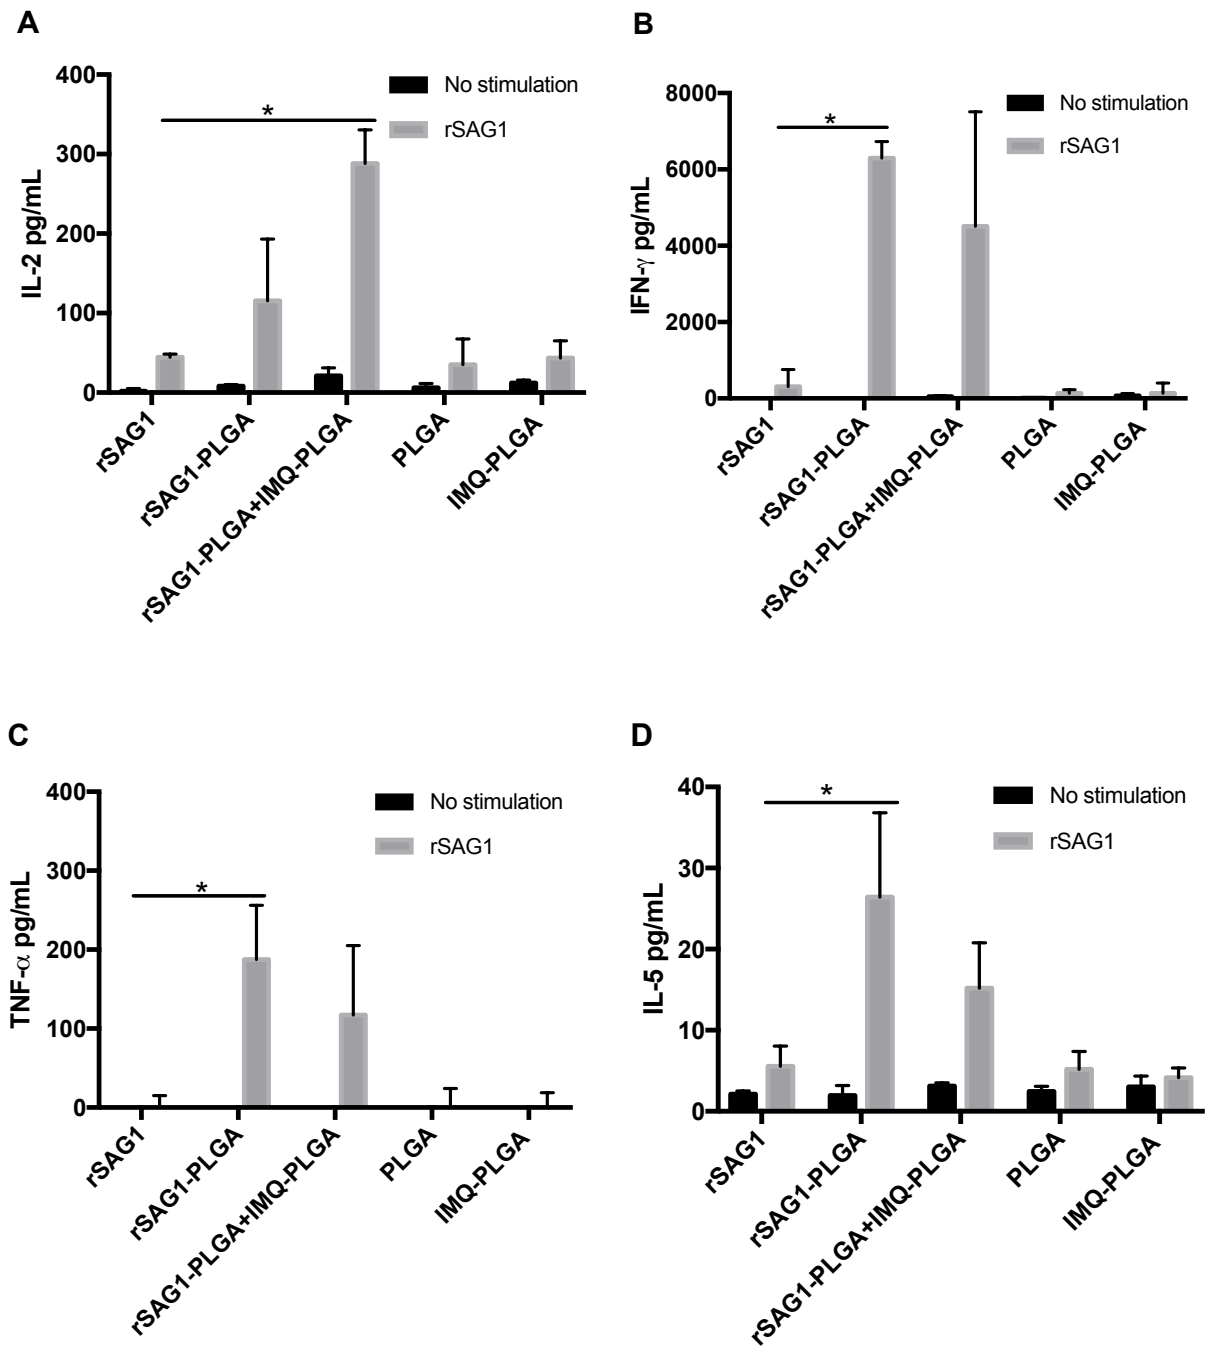 A
IL-2 pg/mL
400
300
200
100
0
*
No stimulation
rSAG1
rSAG1
rSAG1-PLGA
rSAG1-PLGA+IMQ-PLGA
PLGA
IMQ-PLGA
B
IFN-γ pg/mL
8000
6000
4000
2000
0
*
No stimulation
rSAG1
rSAG1
rSAG1-PLGA
rSAG1-PLGA+IMQ-PLGA
PLGA
IMQ-PLGA
C
TNF-α pg/mL
400
300
200
100
0
*
No stimulation
rSAG1
rSAG1
rSAG1-PLGA
rSAG1-PLGA+IMQ-PLGA
PLGA
IMQ-PLGA
D
IL-5 pg/mL
40
30
20
10
0
*
No stimulation
rSAG1
rSAG1
rSAG1-PLGA
rSAG1-PLGA+IMQ-PLGA
PLGA
IMQ-PLGA